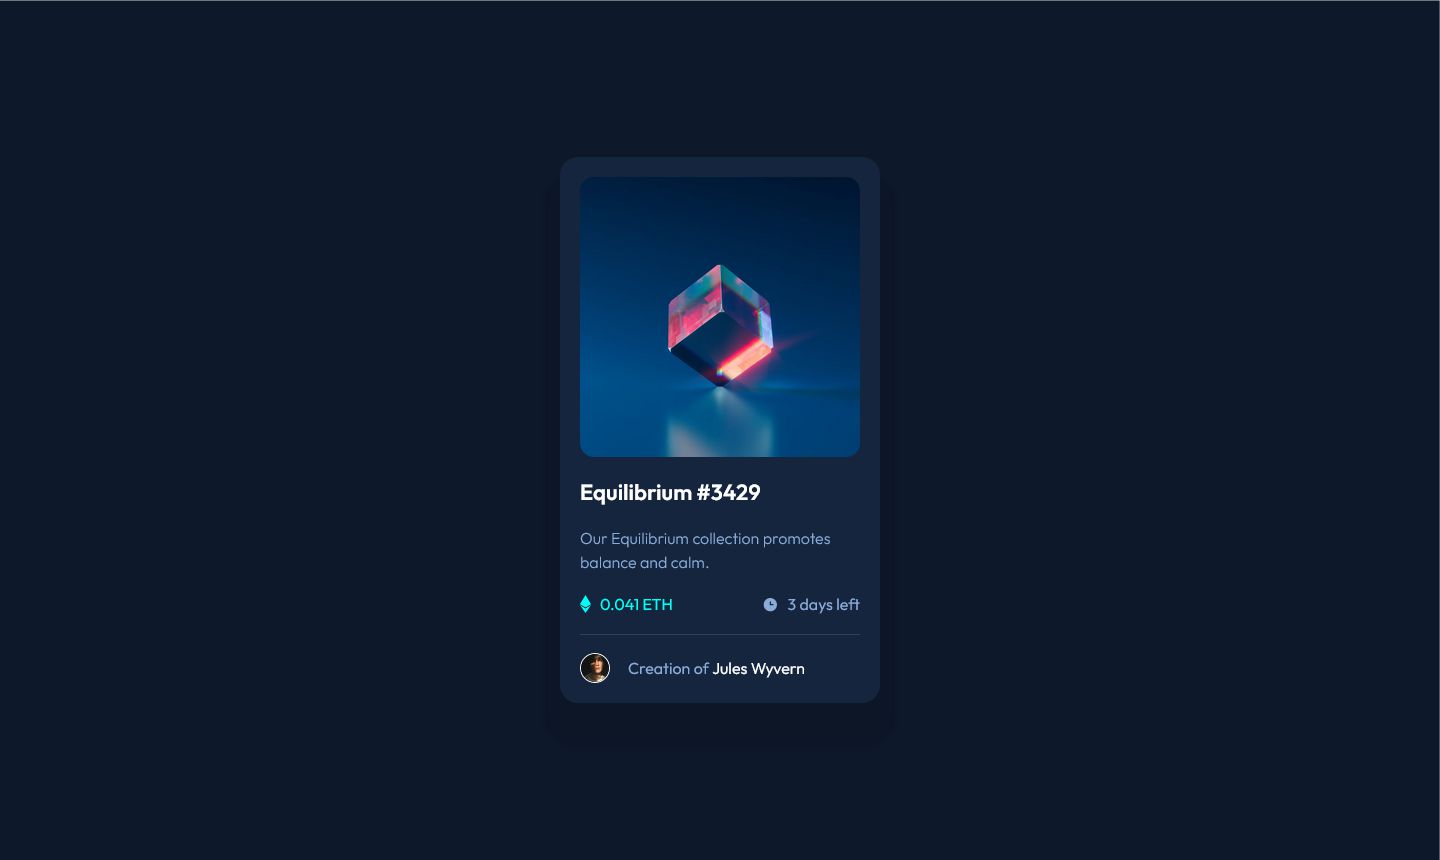 Equilibrium #3429
Our Equilibrium collection promotes
balance and calm.
0.041 ETH
3 days left
Creation of Jules Wyvern